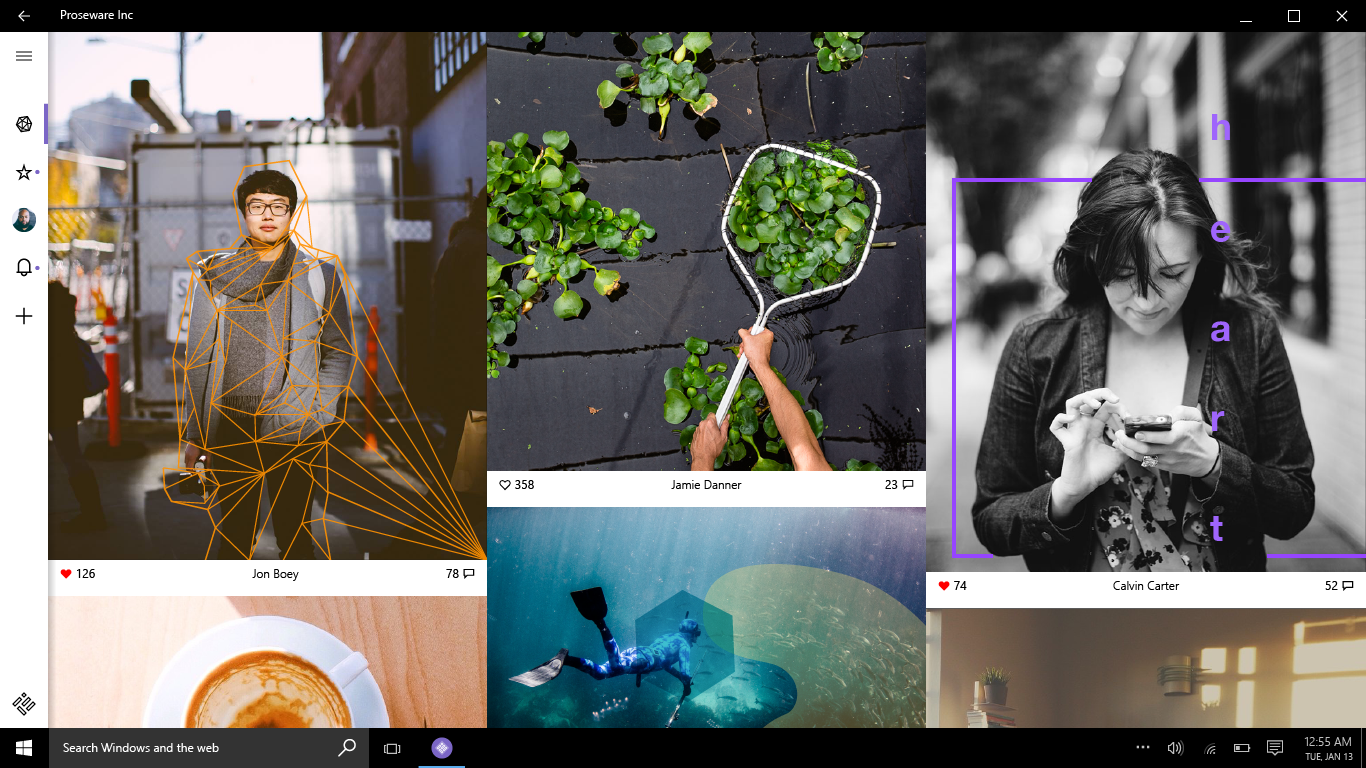 Proseware Inc
h
e
a
r
t
S
358 Jamie Danner 23
126 Jon Boey 78
74 Calvin Carter 52
Search Windows and the web
12:55 AM
TUE, JAN 13